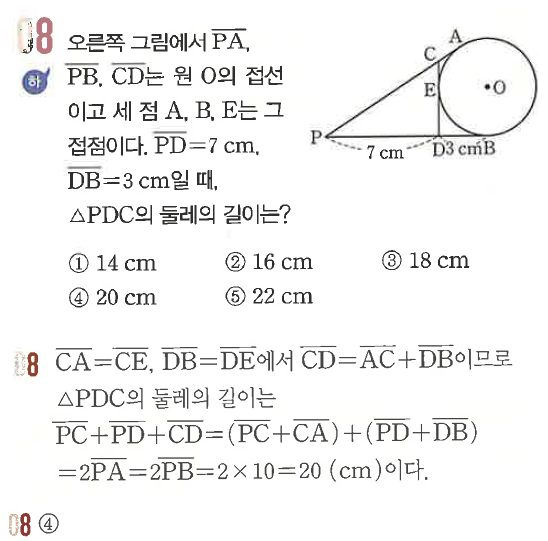 08 오른쪽 그림에서 PA,
하 PB, CD는 원 O의 접선
이고 세 점 A, B, E는 그
접점이다. PD=7 cm,
DB=3 cm일 때,
△PDC의 둘레의 길이는?
A
C
E
O
P
7 cm
D
3 cm
B
① 14 cm ② 16 cm ③ 18 cm
④ 20 cm ⑤ 22 cm
08 CA=CE, DB=DE에서 CD=AC+DB이므로
△PDC의 둘레의 길이는
PC+PD+CD=(PC+CA)+(PD+DB)
=2PA=2PB=2×10=20 (cm)이다.
08 ④